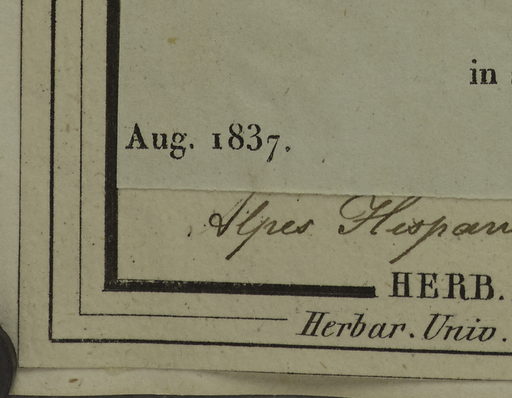 in
Aug. 1837.
Alpes Hispan
HERB.
Herbar. Univ.